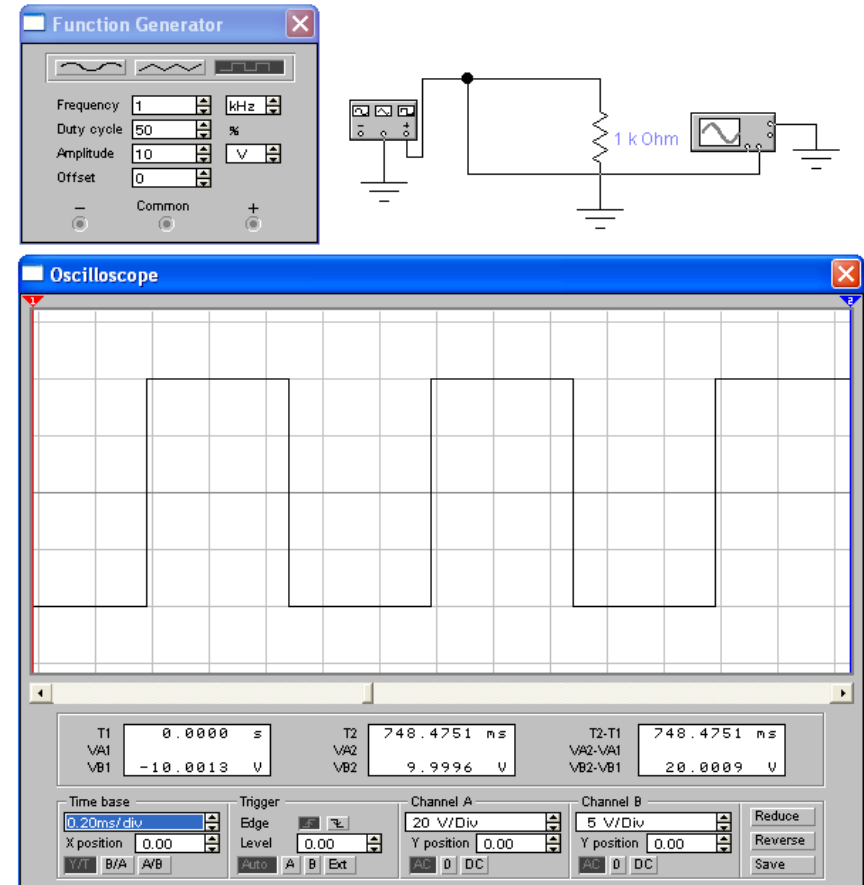 Function Generator
Frequency 1 kHz
Duty cycle 50 %
Amplitude 10 V
Offset 0
− Common +
− +
1 k Ohm
Oscilloscope
1 2
T1 0.0000 s T2 748.4751 ms T2-T1 748.4751 ms
VA1 VA2 VA2-VA1
VB1 -10.0013 V VB2 9.9996 V VB2-VB1 20.0009 V
Time base Trigger Channel A Channel B
0.20ms/div Edge 20 V/Div 5 V/Div Reduce
X position 0.00 Level 0.00 Y position 0.00 Y position 0.00 Reverse
Y/T B/A A/B Auto A B Ext AC 0 DC AC 0 DC Save